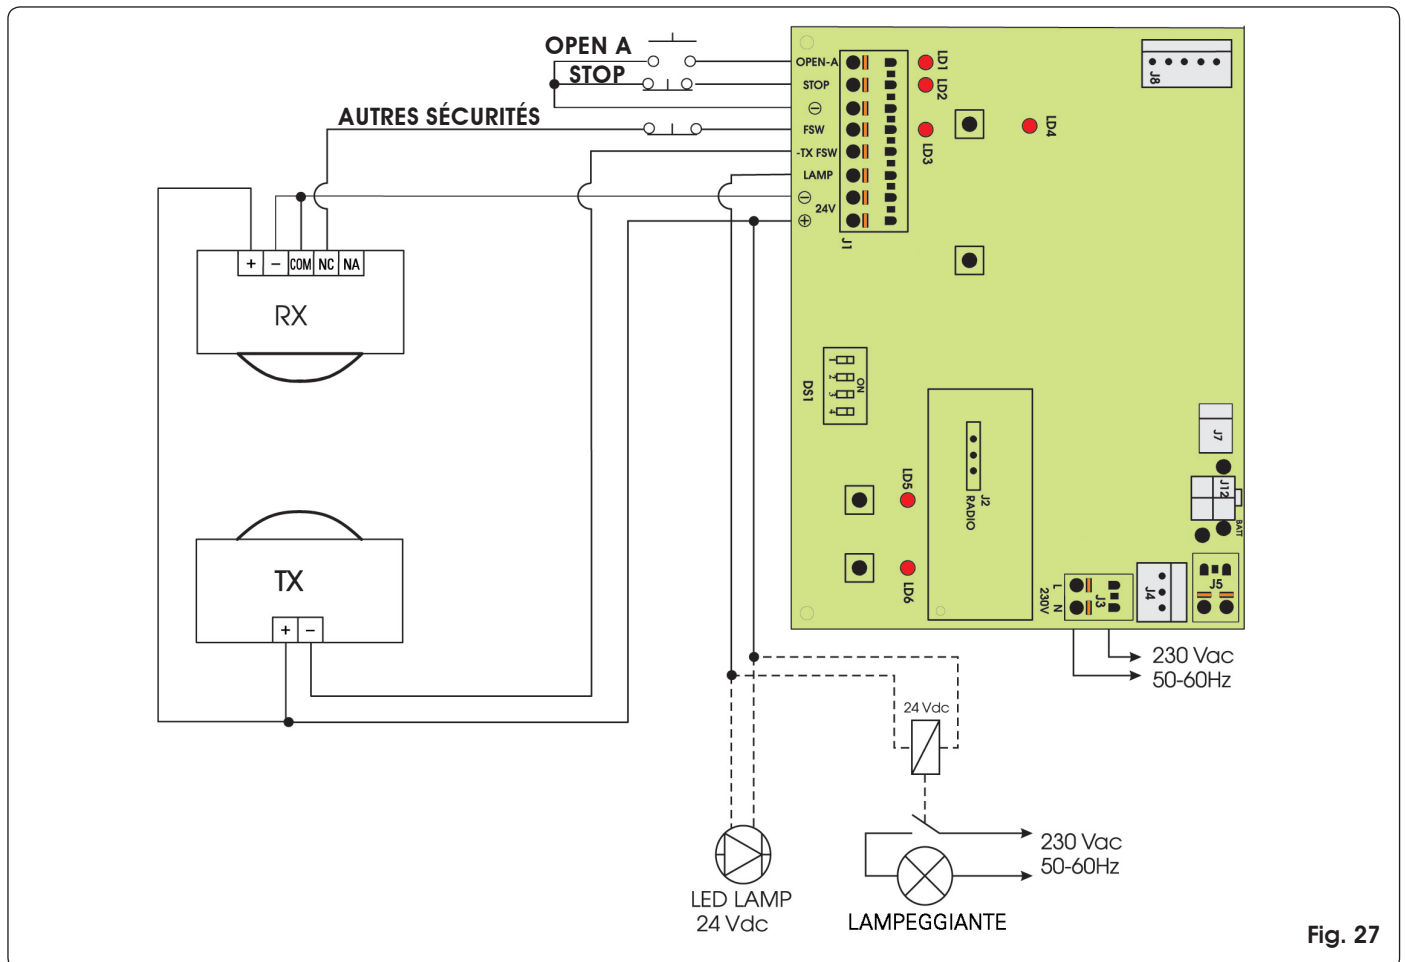 OPEN A
STOP
AUTRES SÉCURITÉS
OPEN-A
STOP
⊖
FSW
-TX FSW
LAMP
⊖
24V
⊕
J1
LD1
LD2
LD3
LD4
J8
+ − COM NC NA
RX
TX
+ −
DS1
ON
1
2
3
4
LD5
LD6
J2
RADIO
J7
J12
BATT
J5
J4
J3
L N
230V
230 Vac
50-60Hz
24 Vdc
230 Vac
50-60Hz
LED LAMP
24 Vdc
LAMPEGGIANTE
Fig. 27